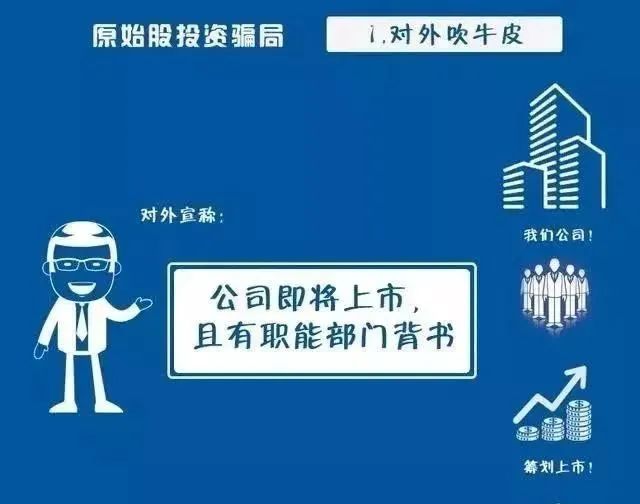 原始股投资骗局
1.对外吹牛皮
对外宣称:
公司即将上市,
且有职能部门背书
我们公司!
筹划上市!